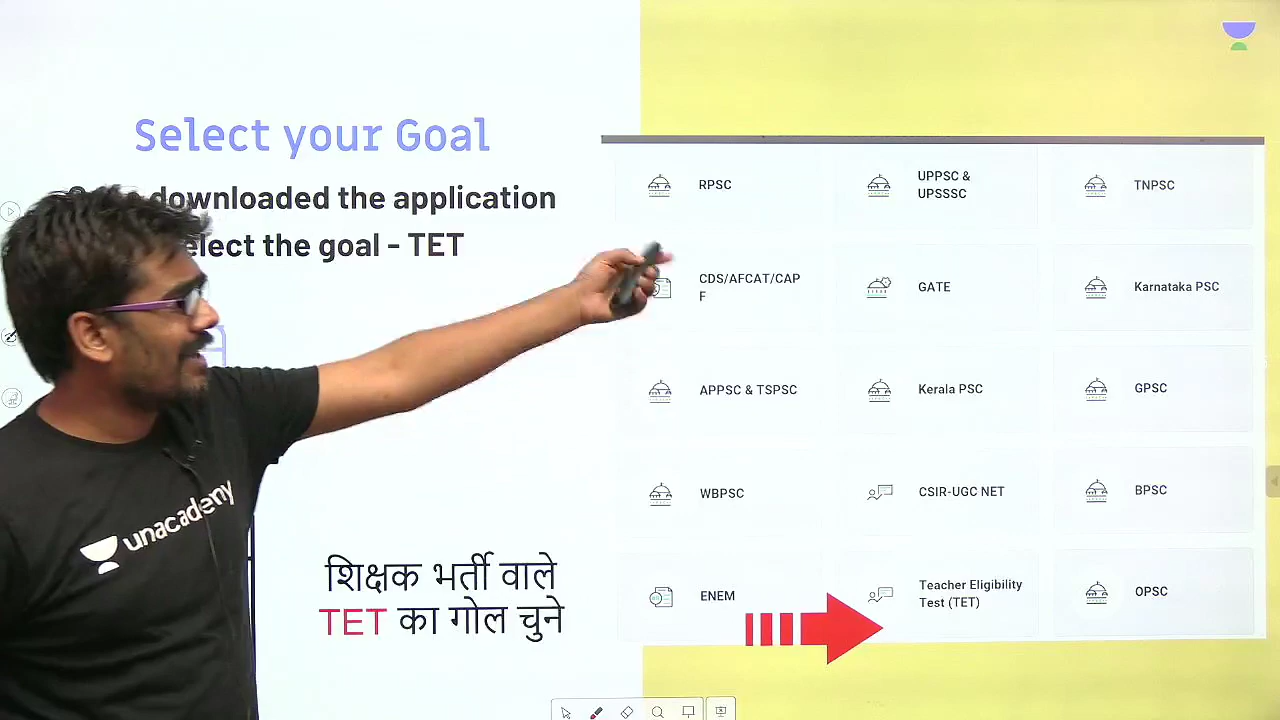 Select your Goal
downloaded the application
elect the goal - TET
RPSC
UPPSC &
UPSSSC
TNPSC
CDS/AFCAT/CAP
F
GATE
Karnataka PSC
APPSC & TSPSC
Kerala PSC
GPSC
WBPSC
CSIR-UGC NET
BPSC
ENEM
Teacher Eligibility
Test (TET)
OPSC
शिक्षक भर्ती वाले
TET का गोल चुने
unacademy